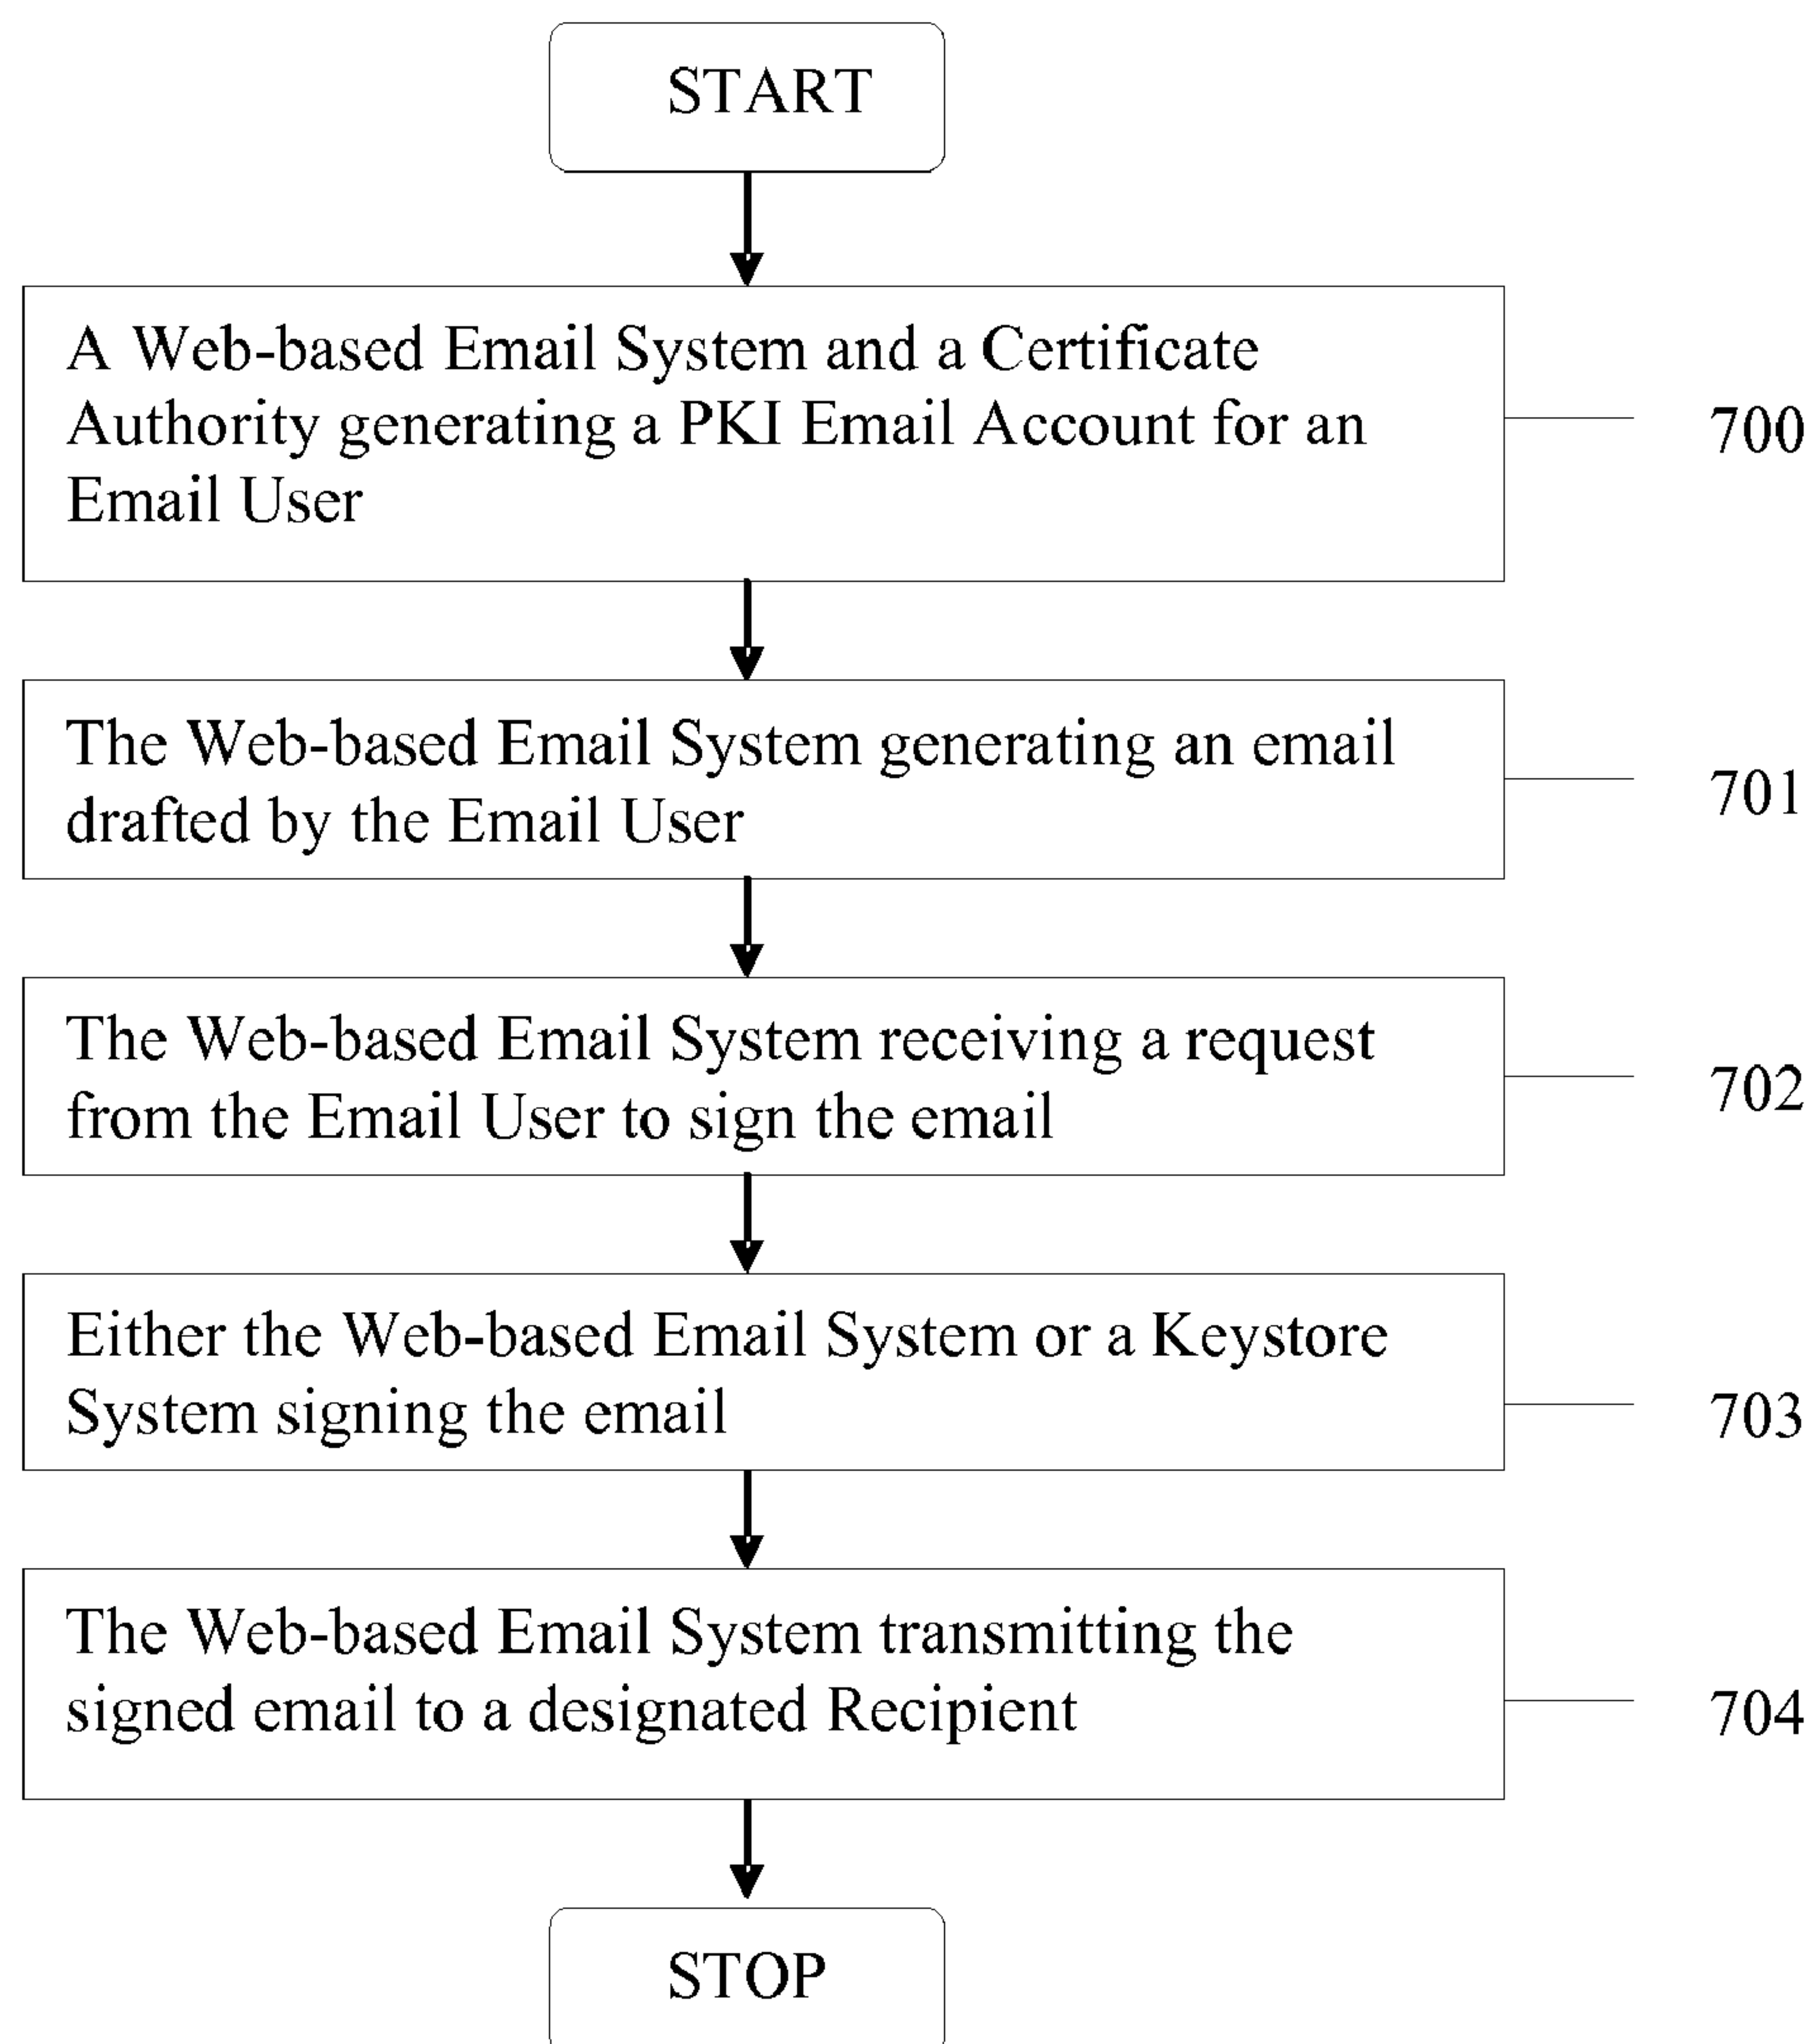 START
A Web-based Email System and a Certificate
Authority generating a PKI Email Account for an
Email User
700
The Web-based Email System generating an email
drafted by the Email User
701
The Web-based Email System receiving a request
from the Email User to sign the email
702
Either the Web-based Email System or a Keystore
System signing the email
703
The Web-based Email System transmitting the
signed email to a designated Recipient
704
STOP